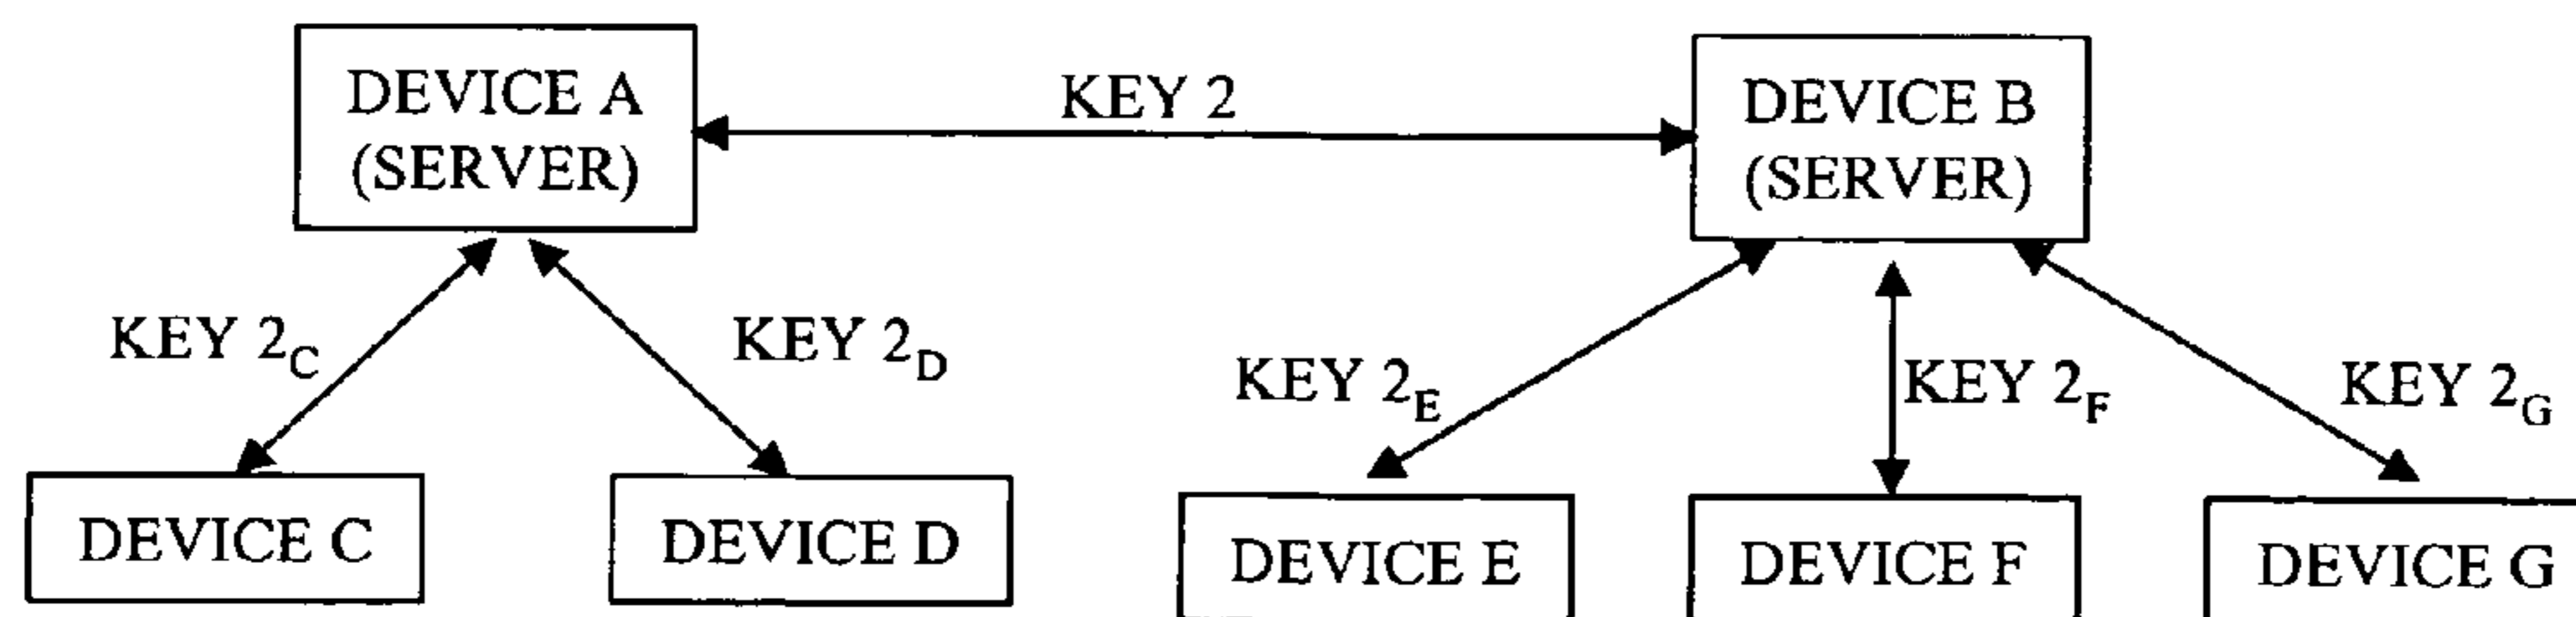 DEVICE A
(SERVER)
KEY 2
DEVICE B
(SERVER)
KEY 2C
KEY 2D
KEY 2E
KEY 2F
KEY 2G
DEVICE C
DEVICE D
DEVICE E
DEVICE F
DEVICE G